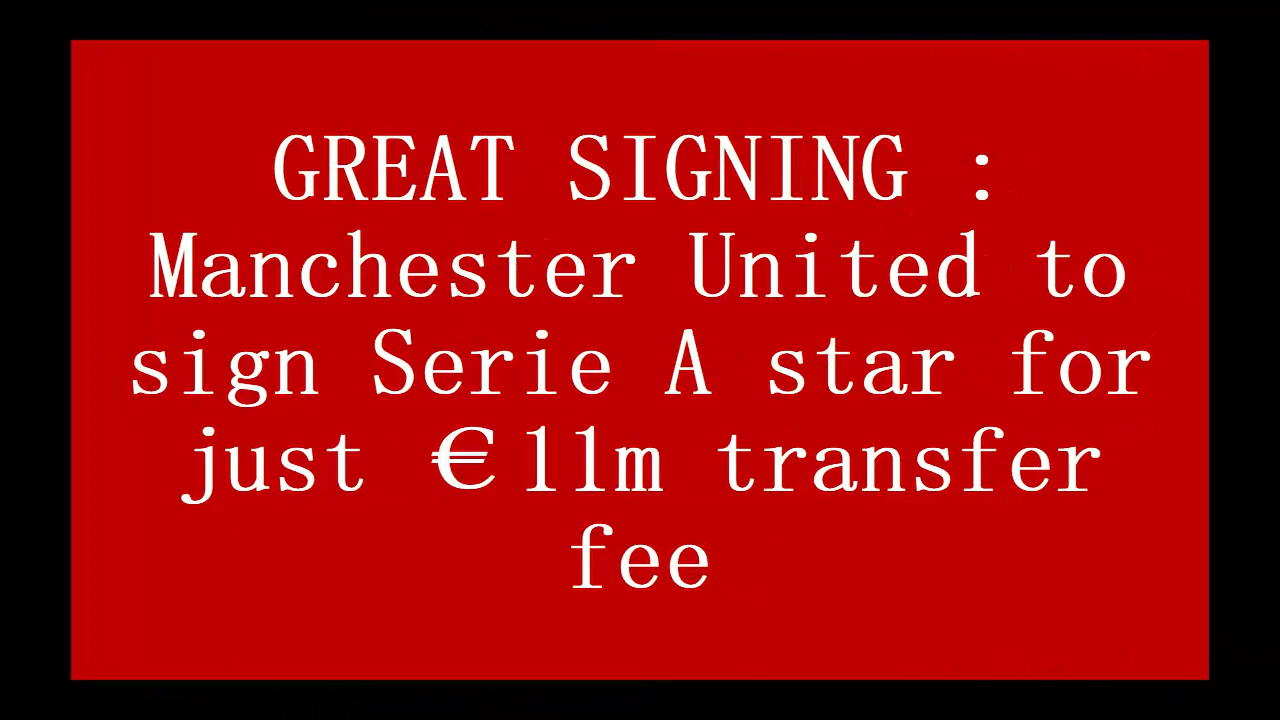 GREAT SIGNING :
Manchester United to
sign Serie A star for
just €11m transfer
fee